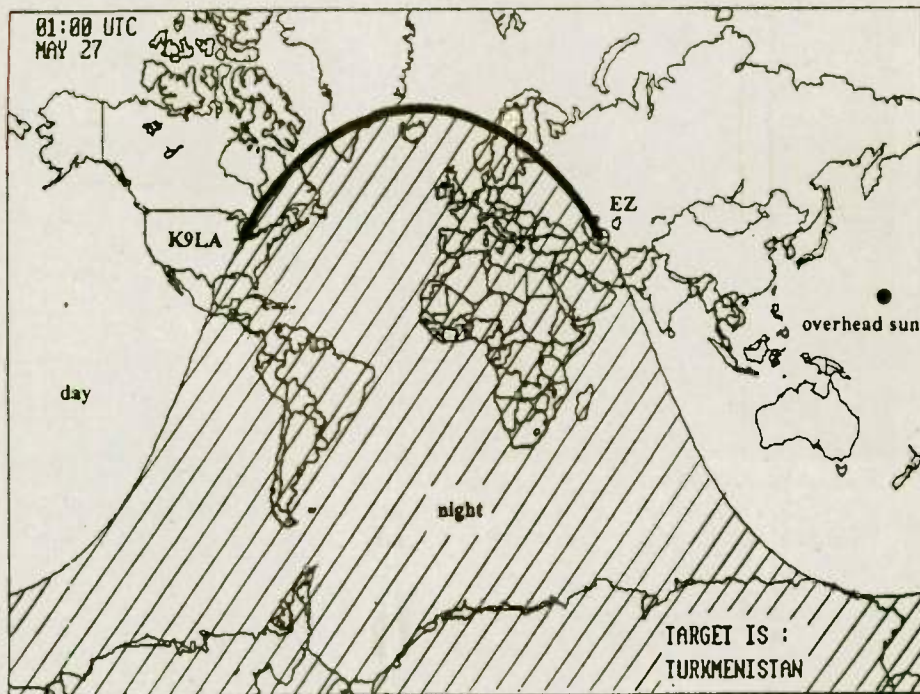 01:00 UTC
MAY 27
EZ
K9LA
overhead sun
day
night
TARGET IS :
TURKMENISTAN